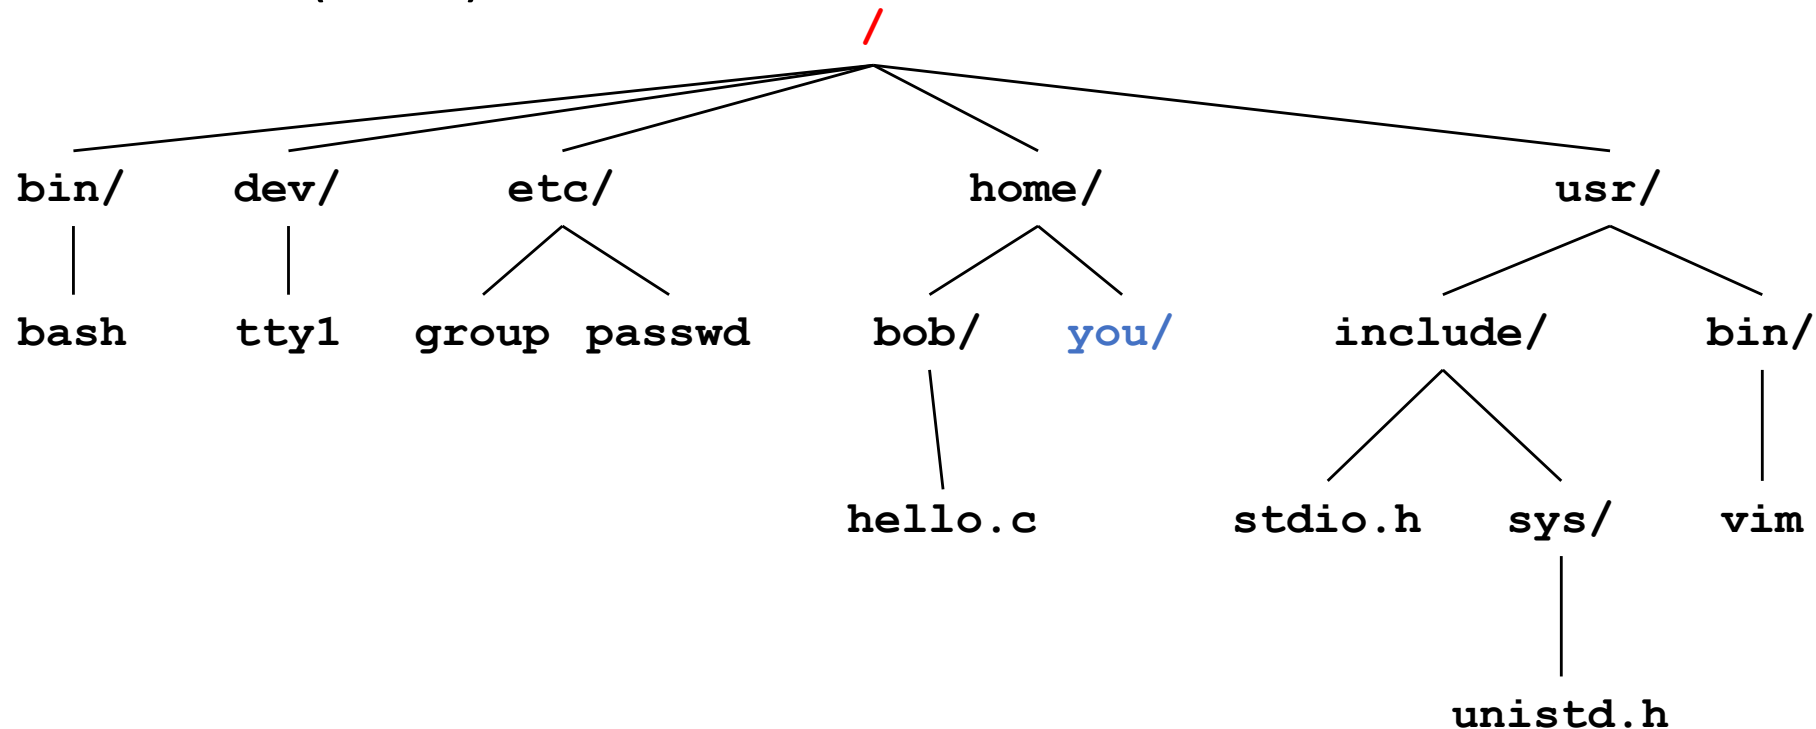 /
bin/ dev/ etc/ home/ usr/
bash tty1 group passwd bob/ you/ include/ bin/
hello.c stdio.h sys/ vim
unistd.h